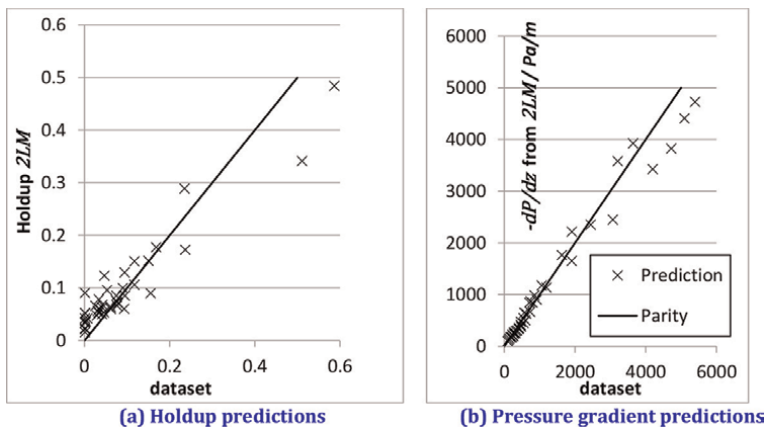 0.6
0.5
0.4
0.3
0.2
0.1
0
Holdup 2LM
0 0.2 0.4 0.6
dataset
(a) Holdup predictions
6000
5000
4000
3000
2000
1000
0
-dP/dz from 2LM/ Pa/m
Prediction
Parity
0 2000 4000 6000
dataset
(b) Pressure gradient predictions